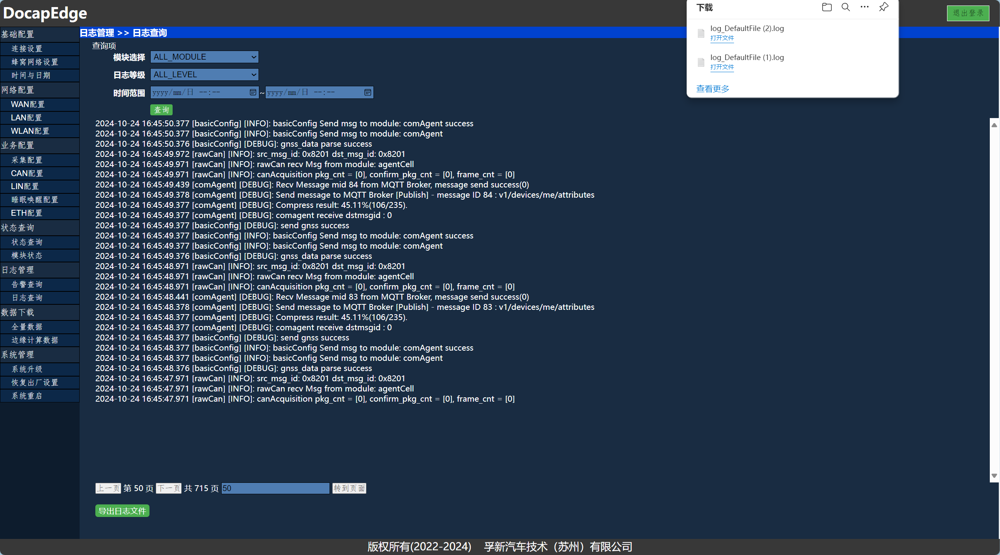 DocapEdge
退出登录
下载
log_DefaultFile (2).log
打开文件
log_DefaultFile (1).log
打开文件
查看更多
基础配置
连接设置
蜂窝网络设置
时间与日期
网络配置
WAN配置
LAN配置
WLAN配置
业务配置
采集配置
CAN配置
LIN配置
睡眠唤醒配置
ETH配置
状态查询
状态查询
模块状态
日志管理
告警查询
日志查询
数据下载
全量数据
边缘计算数据
系统管理
系统升级
恢复出厂设置
系统重启
日志管理 >> 日志查询
查询项
模块选择 ALL_MODULE
日志等级 ALL_LEVEL
时间范围 yyyy/mm/日 --:-- ~ yyyy/mm/日 --:--
查询
2024-10-24 16:45:50.377 [basicConfig] [INFO]: basicConfig Send msg to module: comAgent success
2024-10-24 16:45:50.377 [basicConfig] [INFO]: basicConfig Send msg to module: comAgent
2024-10-24 16:45:50.376 [basicConfig] [DEBUG]: gnss_data parse success
2024-10-24 16:45:49.972 [rawCan] [INFO]: src_msg_id: 0x8201 dst_msg_id: 0x8201
2024-10-24 16:45:49.971 [rawCan] [INFO]: rawCan recv Msg from module: agentCell
2024-10-24 16:45:49.971 [rawCan] [INFO]: canAcquisition pkg_cnt = [0], confirm_pkg_cnt = [0], frame_cnt = [0]
2024-10-24 16:45:49.439 [comAgent] [DEBUG]: Recv Message mid 84 from MQTT Broker, message send success(0)
2024-10-24 16:45:49.378 [comAgent] [DEBUG]: Send message to MQTT Broker [Publish] - message ID 84 : v1/devices/me/attributes
2024-10-24 16:45:49.377 [comAgent] [DEBUG]: Compress result: 45.11%(106/235).
2024-10-24 16:45:49.377 [comAgent] [DEBUG]: comagent receive dstmsgid : 0
2024-10-24 16:45:49.377 [basicConfig] [DEBUG]: send gnss success
2024-10-24 16:45:49.377 [basicConfig] [INFO]: basicConfig Send msg to module: comAgent success
2024-10-24 16:45:49.377 [basicConfig] [INFO]: basicConfig Send msg to module: comAgent
2024-10-24 16:45:49.376 [basicConfig] [DEBUG]: gnss_data parse success
2024-10-24 16:45:48.971 [rawCan] [INFO]: src_msg_id: 0x8201 dst_msg_id: 0x8201
2024-10-24 16:45:48.971 [rawCan] [INFO]: rawCan recv Msg from module: agentCell
2024-10-24 16:45:48.971 [rawCan] [INFO]: canAcquisition pkg_cnt = [0], confirm_pkg_cnt = [0], frame_cnt = [0]
2024-10-24 16:45:48.441 [comAgent] [DEBUG]: Recv Message mid 83 from MQTT Broker, message send success(0)
2024-10-24 16:45:48.378 [comAgent] [DEBUG]: Send message to MQTT Broker [Publish] - message ID 83 : v1/devices/me/attributes
2024-10-24 16:45:48.377 [comAgent] [DEBUG]: Compress result: 45.11%(106/235).
2024-10-24 16:45:48.377 [comAgent] [DEBUG]: comagent receive dstmsgid : 0
2024-10-24 16:45:48.377 [basicConfig] [DEBUG]: send gnss success
2024-10-24 16:45:48.377 [basicConfig] [INFO]: basicConfig Send msg to module: comAgent success
2024-10-24 16:45:48.377 [basicConfig] [INFO]: basicConfig Send msg to module: comAgent
2024-10-24 16:45:48.376 [basicConfig] [DEBUG]: gnss_data parse success
2024-10-24 16:45:47.971 [rawCan] [INFO]: src_msg_id: 0x8201 dst_msg_id: 0x8201
2024-10-24 16:45:47.971 [rawCan] [INFO]: rawCan recv Msg from module: agentCell
2024-10-24 16:45:47.971 [rawCan] [INFO]: canAcquisition pkg_cnt = [0], confirm_pkg_cnt = [0], frame_cnt = [0]
上一页 第 50 页 下一页 共 715 页 50 转到页面
导出日志文件
版权所有(2022-2024) 孚新汽车技术（苏州）有限公司